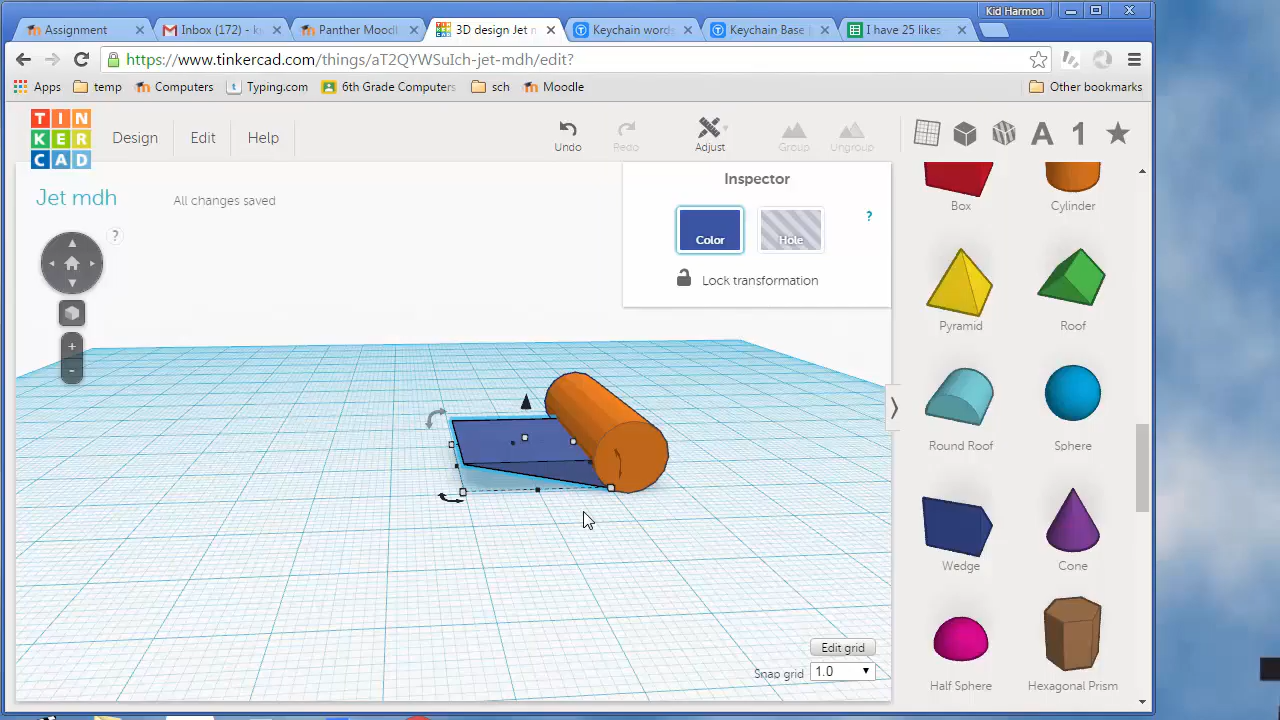 Kid Harmon
Assignment
Inbox (172) - k
Panther Moodl
3D design Jet n
Keychain words
Keychain Base |
I have 25 likes
https://www.tinkercad.com/things/aT2QYW3uIch-jet-mdh/edit?
Apps
temp
Computers
Typing.com
6th Grade Computers
sch
Moodle
Other bookmarks
TIN
KER
CAD
Design
Edit
Help
Undo
Redo
Adjust
Group
Ungroup
A
1
Jet mdh
All changes saved
?
Inspector
Color
Hole
?
Lock transformation
+
-
Box
Cylinder
Pyramid
Roof
Round Roof
Sphere
Wedge
Cone
Half Sphere
Hexagonal Prism
Edit grid
Snap grid
1.0